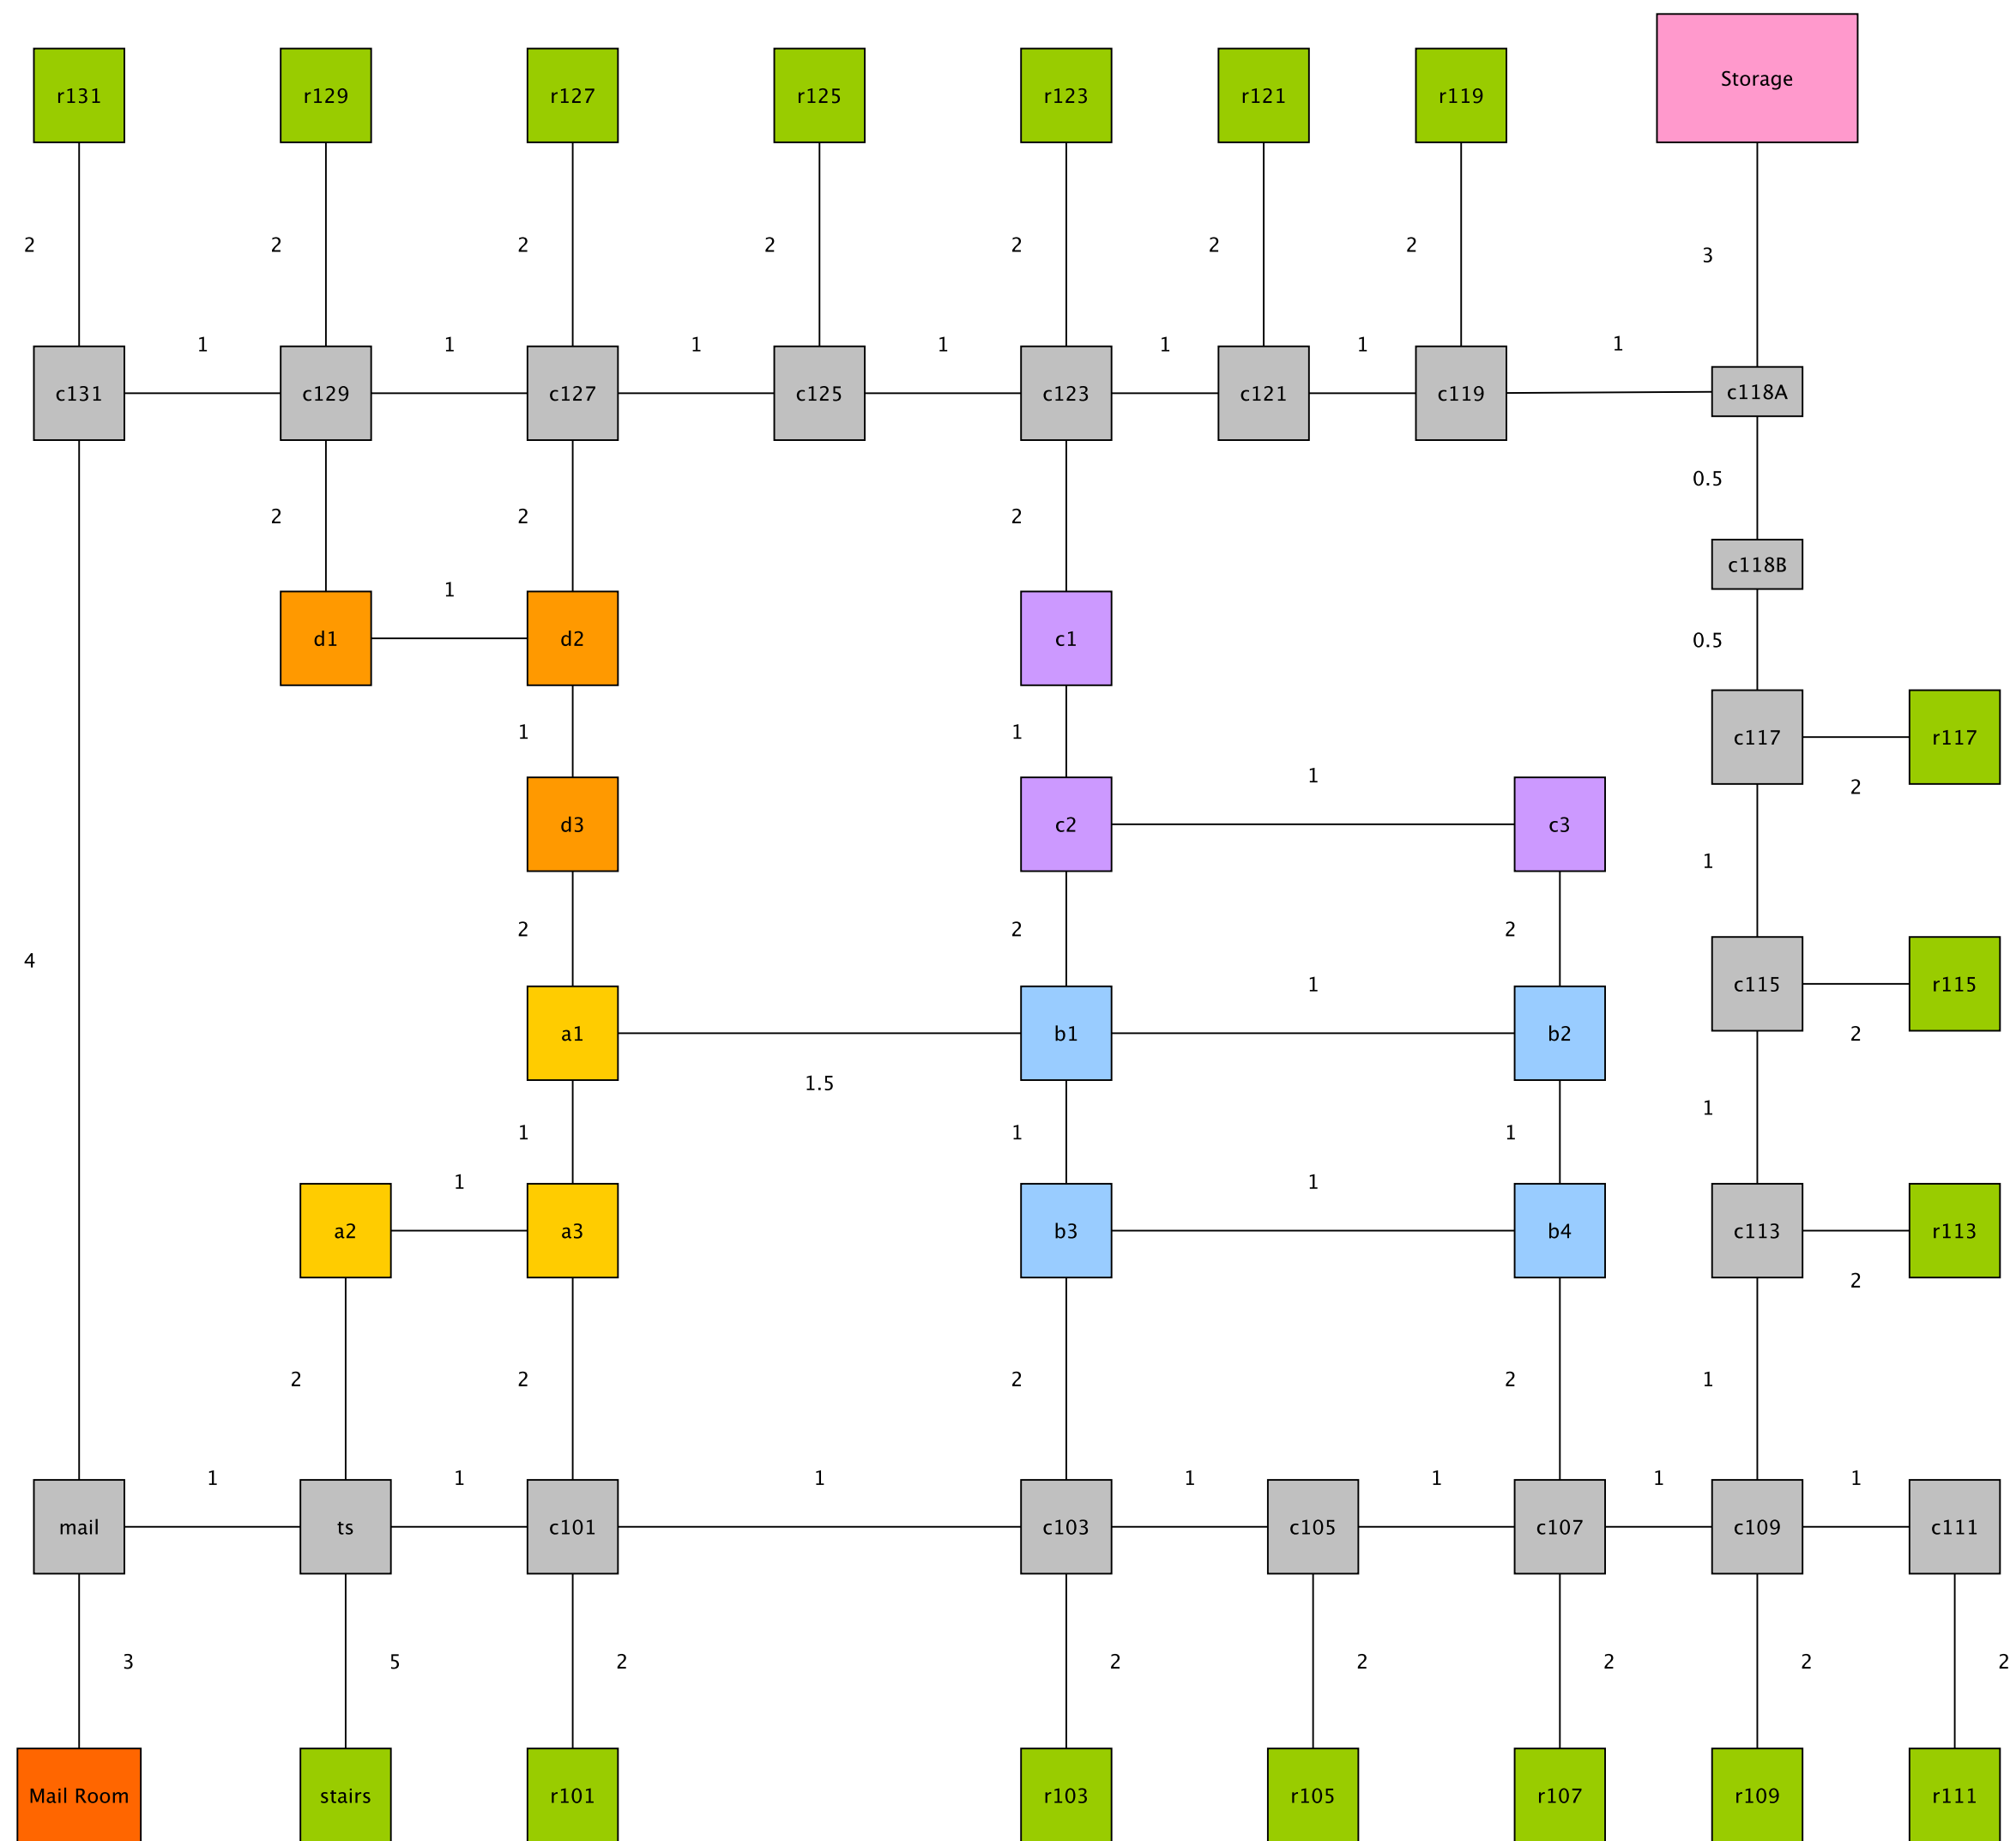 r131 r129 r127 r125 r123 r121 r119 Storage
2 2 2 2 2 2 2 3
1 1 1 1 1 1 1
c131 c129 c127 c125 c123 c121 c119 c118A
0.5
2 2 2
c118B
1
d1 d2 c1 0.5
1 1 c117 r117
1 2
d3 c2 c3
1
2 2 2
4 1 c115 r115
a1 b1 b2 2
1.5
1 1 1 1
1 1
a2 a3 b3 b4 c113 r113
2
2 2 2 2 1
1 1 1 1 1 1 1
mail ts c101 c103 c105 c107 c109 c111
3 5 2 2 2 2 2 2
Mail Room stairs r101 r103 r105 r107 r109 r111